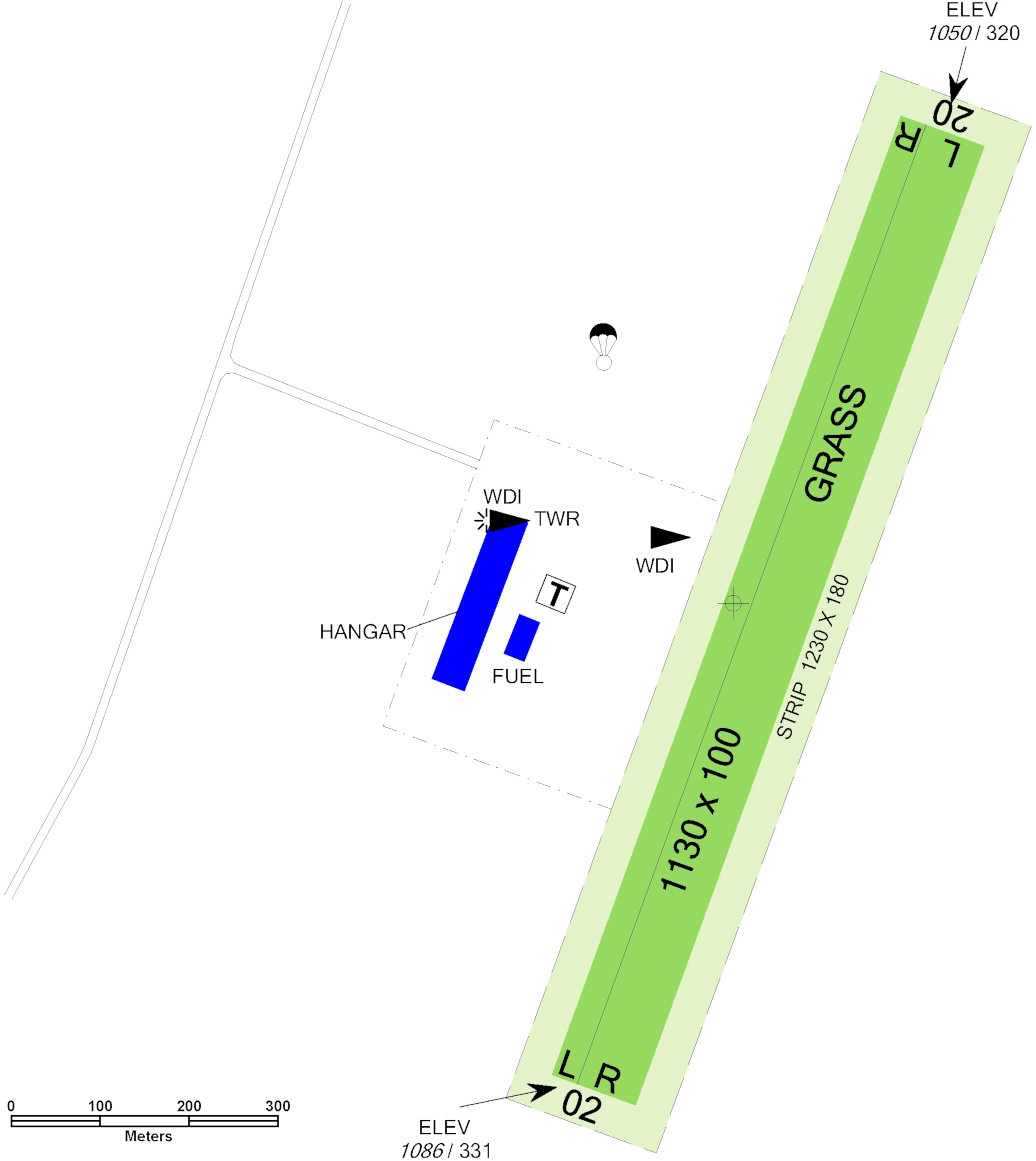 ELEV
1050 / 320
20
R L
GRASS
WDI
TWR
WDI
T
STRIP 1230 X 180
HANGAR
FUEL
1130 x 100
L R
02
0 100 200 300
Meters
ELEV
1086 / 331